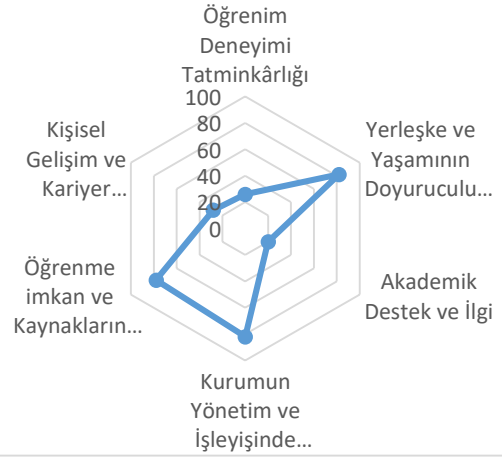 Öğrenim
Deneyimi
Tatminkârlığı
100
80
60
40
20
0
Yerleşke ve
Yaşamının
Doyuruculu...
Akademik
Destek ve İlgi
Kurumun
Yönetim ve
İşleyişinde...
Öğrenme
imkan ve
Kaynakların...
Kişisel
Gelişim ve
Kariyer...